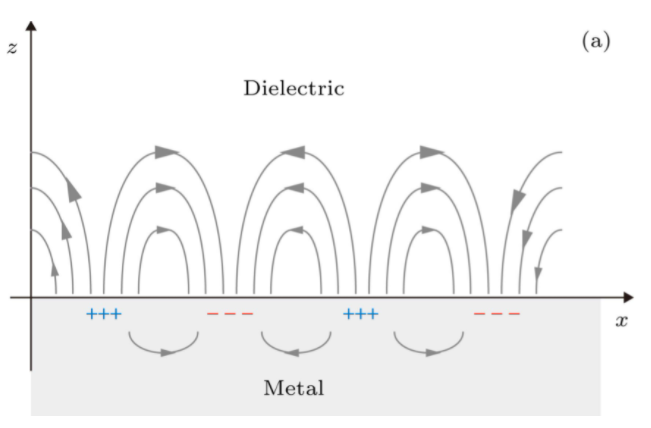 z
(a)
Dielectric
+++ − − − +++ − − −
x
Metal